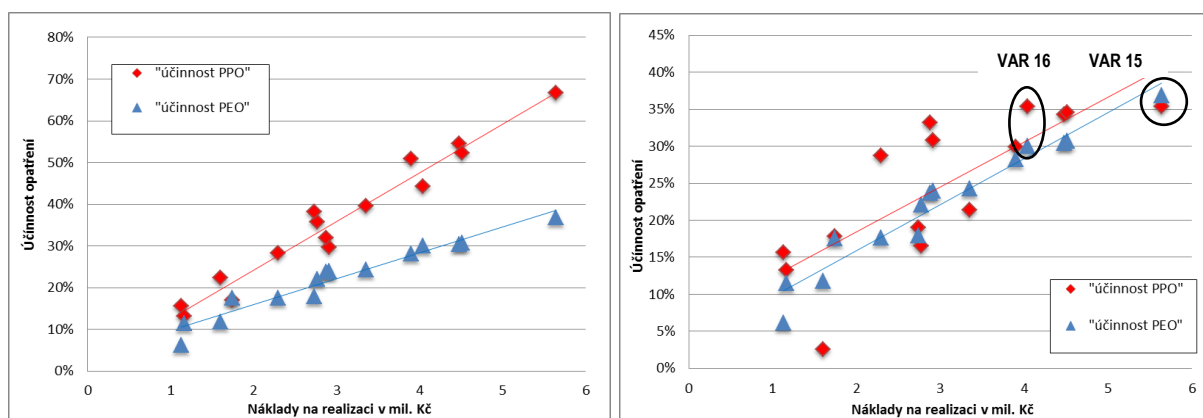 80%
70%
60%
50%
40%
30%
20%
10%
0%
0 1 2 3 4 5 6
Účinnost opatření
Náklady na realizaci v mil. Kč
"účinnost PPO"
"účinnost PEO"
45%
40%
35%
30%
25%
20%
15%
10%
5%
0%
0 1 2 3 4 5 6
Účinnost opatření
Náklady na realizaci v mil. Kč
VAR 16 VAR 15
"účinnost PPO"
"účinnost PEO"